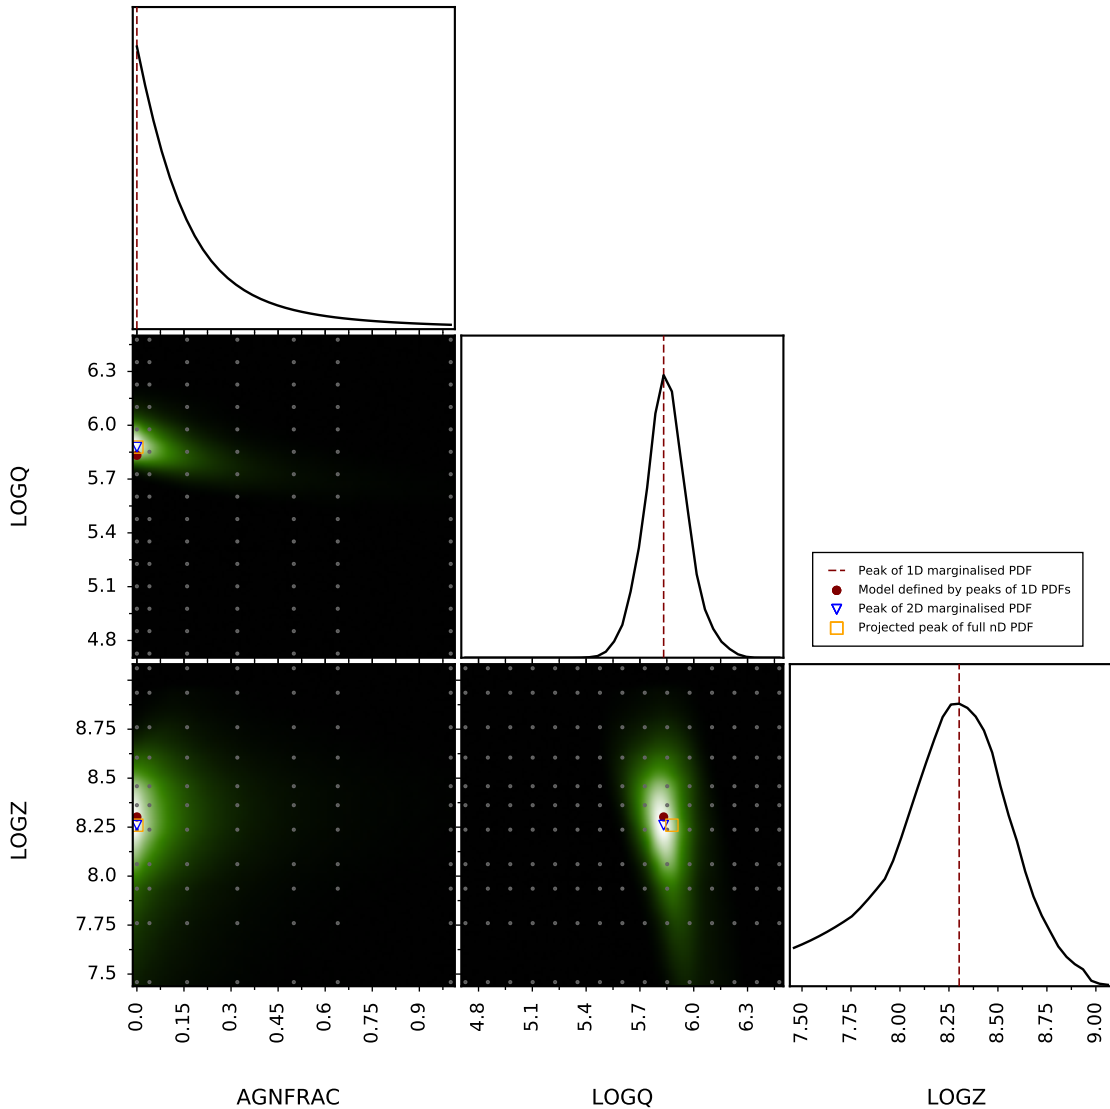 LOGQ
6.3
6.0
5.7
5.4
5.1
4.8
Peak of 1D marginalised PDF
Model defined by peaks of 1D PDFs
Peak of 2D marginalised PDF
Projected peak of full nD PDF
LOGZ
8.75
8.5
8.25
8.0
7.75
7.5
0.0 0.15 0.3 0.45 0.6 0.75 0.9
4.8 5.1 5.4 5.7 6.0 6.3
7.50 7.75 8.00 8.25 8.50 8.75 9.00
AGNFRAC LOGQ LOGZ